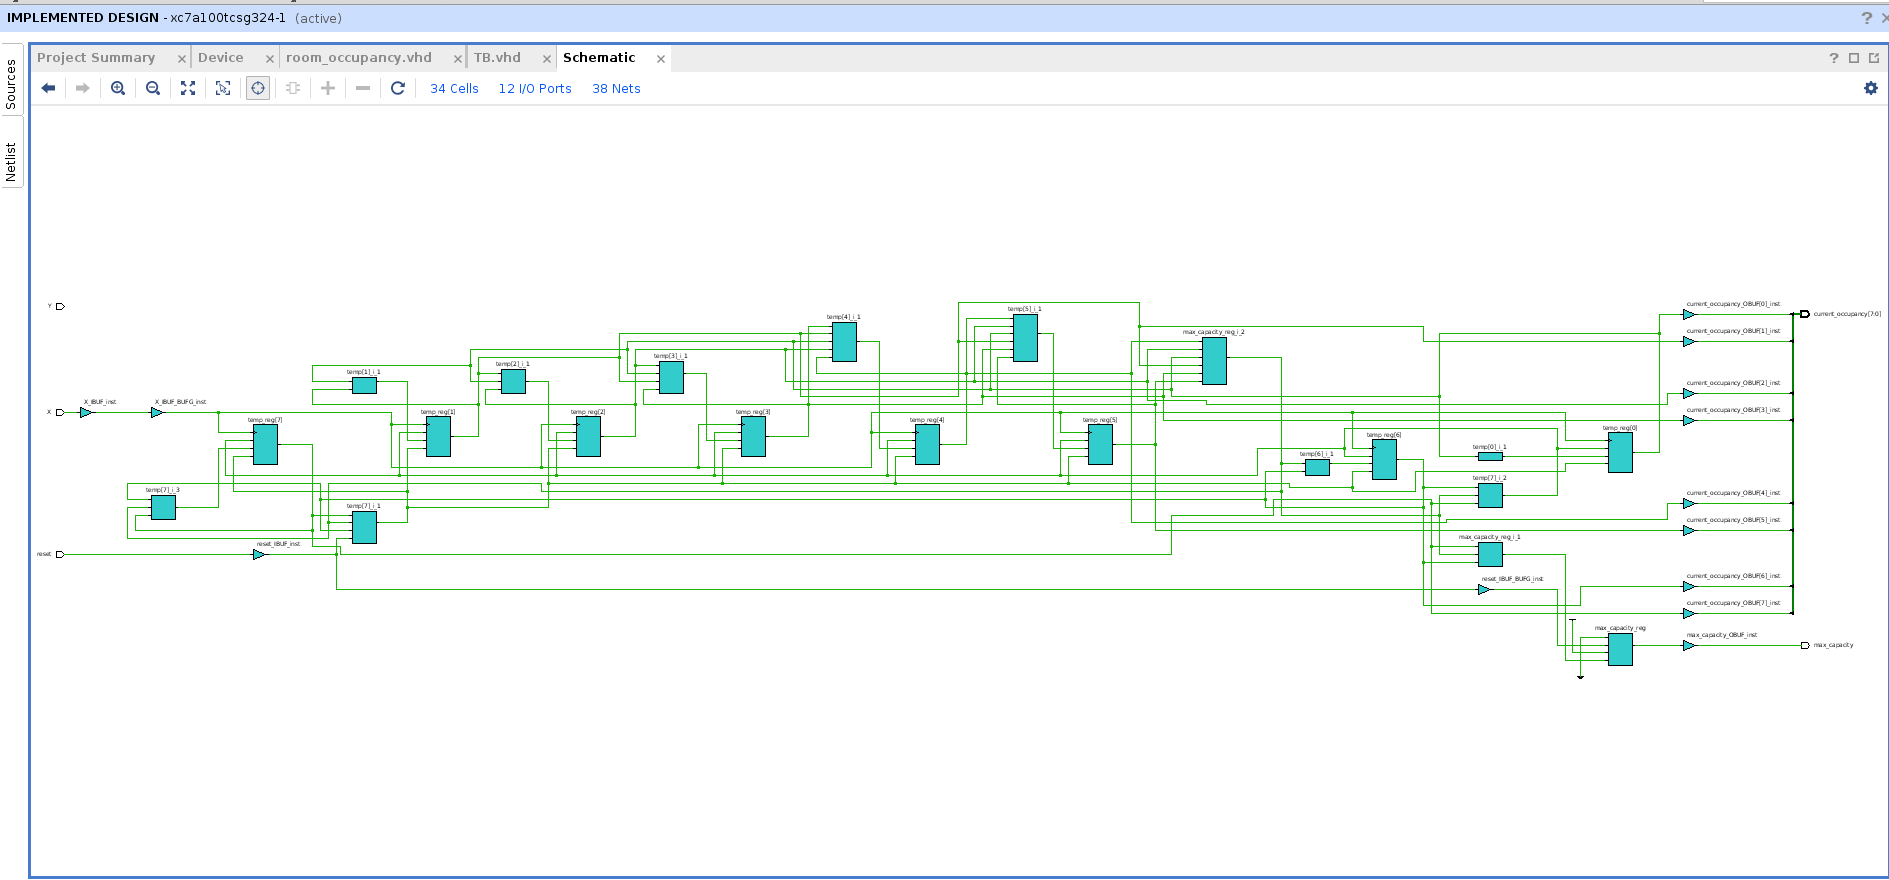 IMPLEMENTED DESIGN - xc7a100tcsg324-1 (active)
?
Sources
Netlist
Project Summary
Device
room_occupancy.vhd
TB.vhd
Schematic
?
34 Cells
12 I/O Ports
38 Nets
Y
X
X_IBUF_inst
X_IBUF_BUFG_inst
temp_reg[7]
temp[7]_i_3
reset
reset_IBUF_inst
temp[1]_i_1
temp_reg[1]
temp[7]_i_1
temp[2]_i_1
temp_reg[2]
temp[3]_i_1
temp_reg[3]
temp[4]_i_1
temp_reg[4]
temp[5]_i_1
temp_reg[5]
max_capacity_reg_i_2
temp[6]_i_1
temp_reg[6]
temp[0]_i_1
temp[7]_i_2
max_capacity_reg_i_1
reset_IBUF_BUFG_inst
temp_reg[0]
max_capacity_reg
current_occupancy_OBUF[0]_inst
current_occupancy_OBUF[1]_inst
current_occupancy_OBUF[2]_inst
current_occupancy_OBUF[3]_inst
current_occupancy_OBUF[4]_inst
current_occupancy_OBUF[5]_inst
current_occupancy_OBUF[6]_inst
current_occupancy_OBUF[7]_inst
max_capacity_OBUF_inst
current_occupancy[7:0]
max_capacity